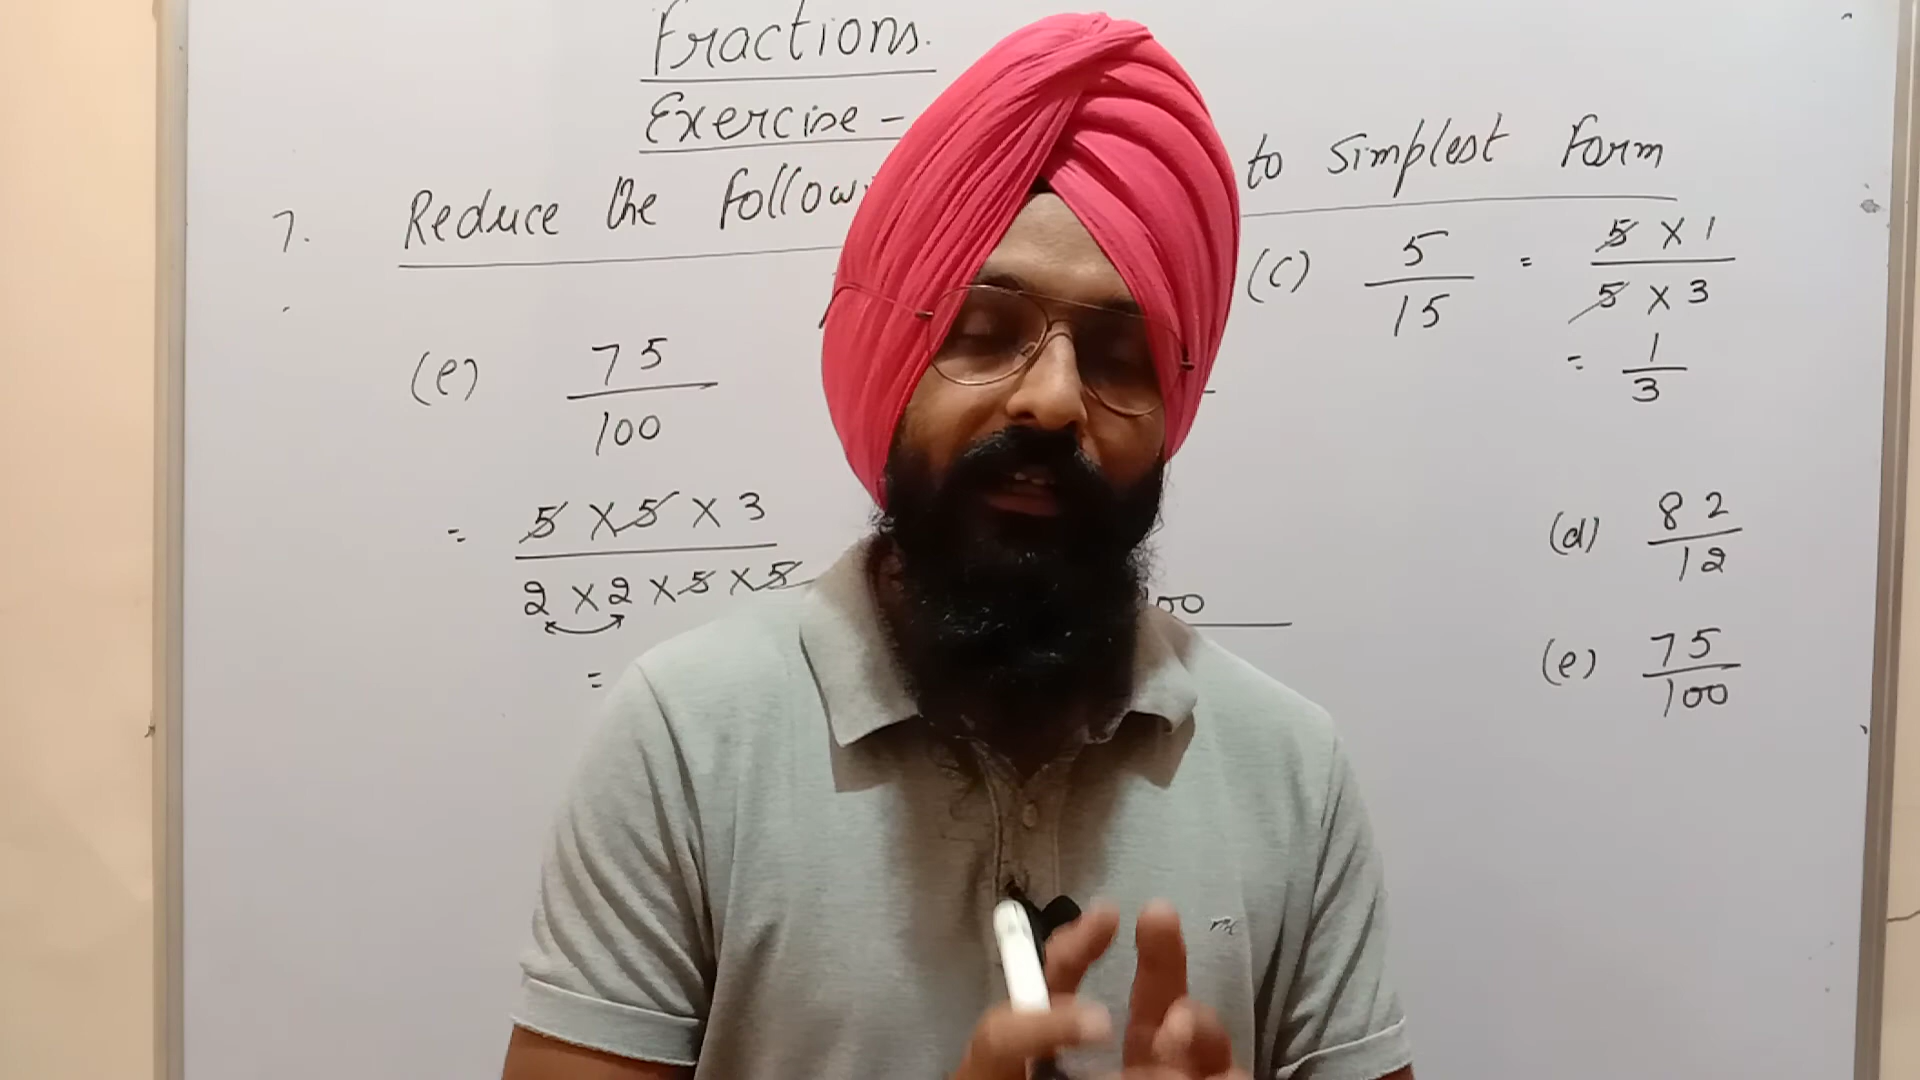 Fractions.
Exercise -
7. Reduce the to simplest form
(c) 5/15 = 5 X 1 / 5 X 3
= 1/3
(e) 75/100
= 5 X 5 X 3 / 2 X 2 X 5 X 5
=
(d) 82/12
(e) 75/100